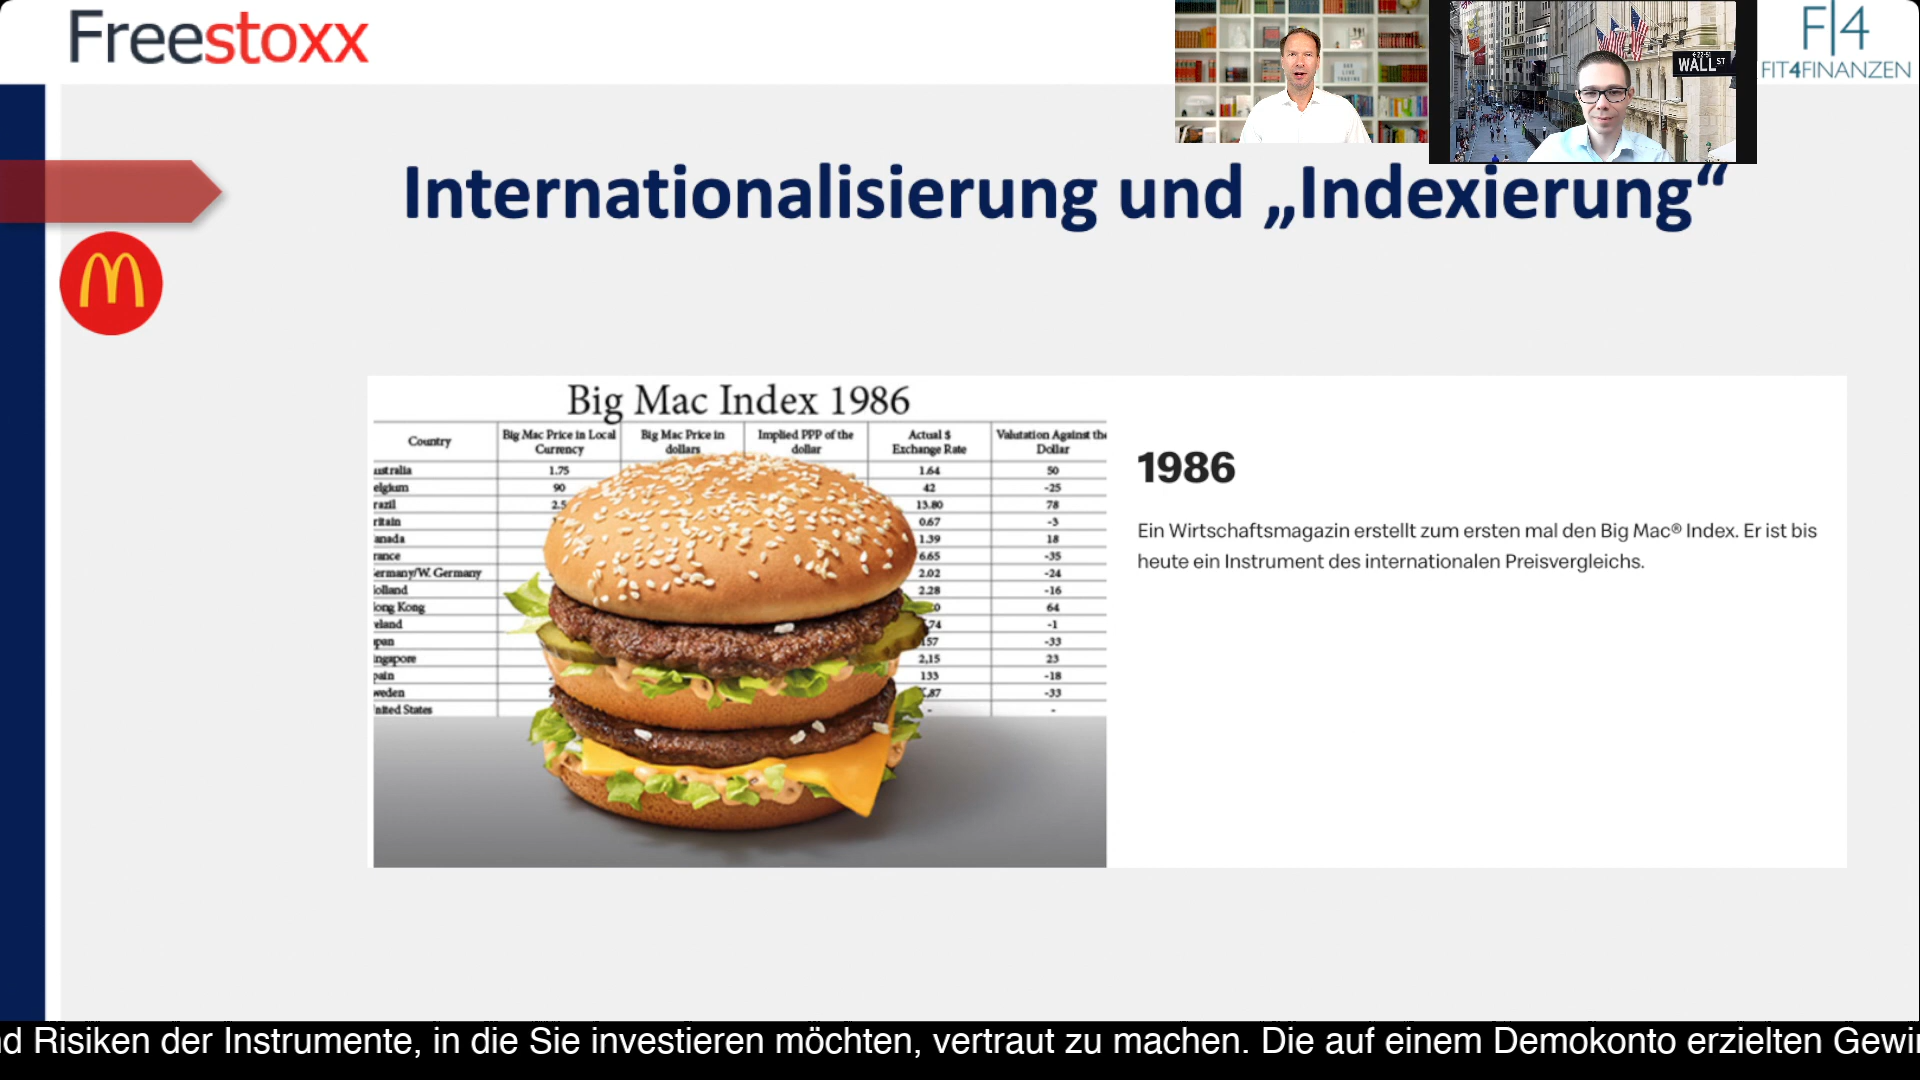 Freestoxx
WALL ST
F|4
FIT4FINANZEN
Internationalisierung und „Indexierung“
Big Mac Index 1986
Country Big Mac Price in Local Currency Big Mac Price in dollars Implied PPP of the dollar Actual $ Exchange Rate Valutation Against the Dollar
ustralia 1.75 1.64 50
elgium 90 42 -25
razil 2.5 13.80 78
ritain 0.67 -3
anada 1.39 18
rance 6.65 -35
ermany/W. Germany 2.02 -24
olland 2.28 -16
ong Kong 64
eland 74 -1
pan 157 -33
ngapore 2,15 23
pain 133 -18
weden 87 -33
nited States - -
1986
Ein Wirtschaftsmagazin erstellt zum ersten mal den Big Mac® Index. Er ist bis
heute ein Instrument des internationalen Preisvergleichs.
d Risiken der Instrumente, in die Sie investieren möchten, vertraut zu machen. Die auf einem Demokonto erzielten Gewi